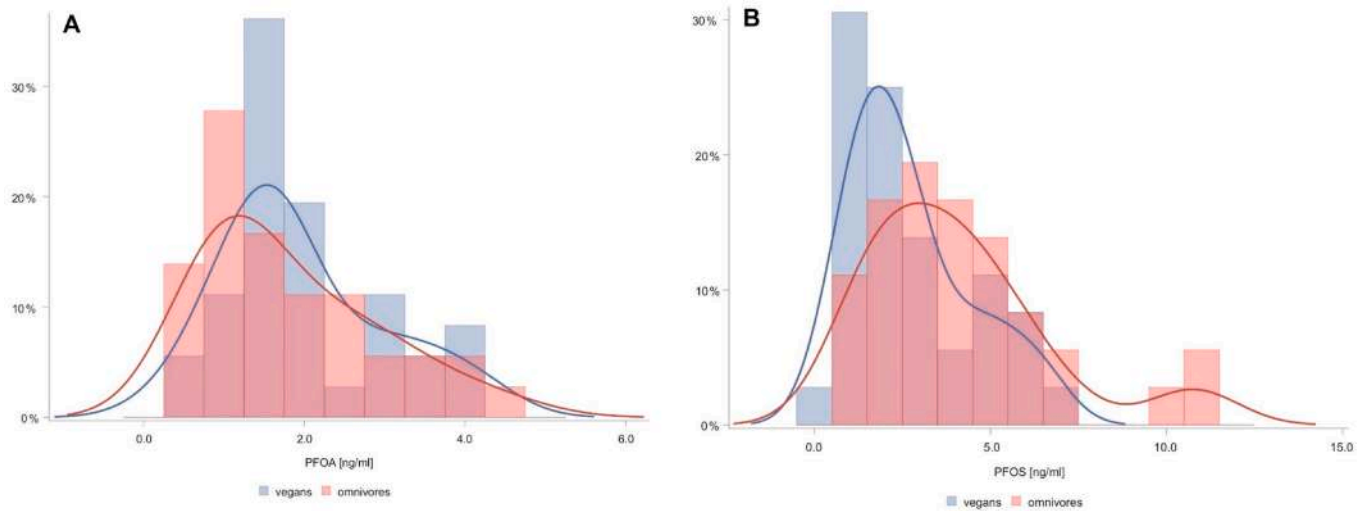 A
30%
20%
10%
0%
0.0 2.0 4.0 6.0
PFOA [ng/ml]
vegans omnivores
B
30%
20%
10%
0%
0.0 5.0 10.0 15.0
PFOS [ng/ml]
vegans omnivores